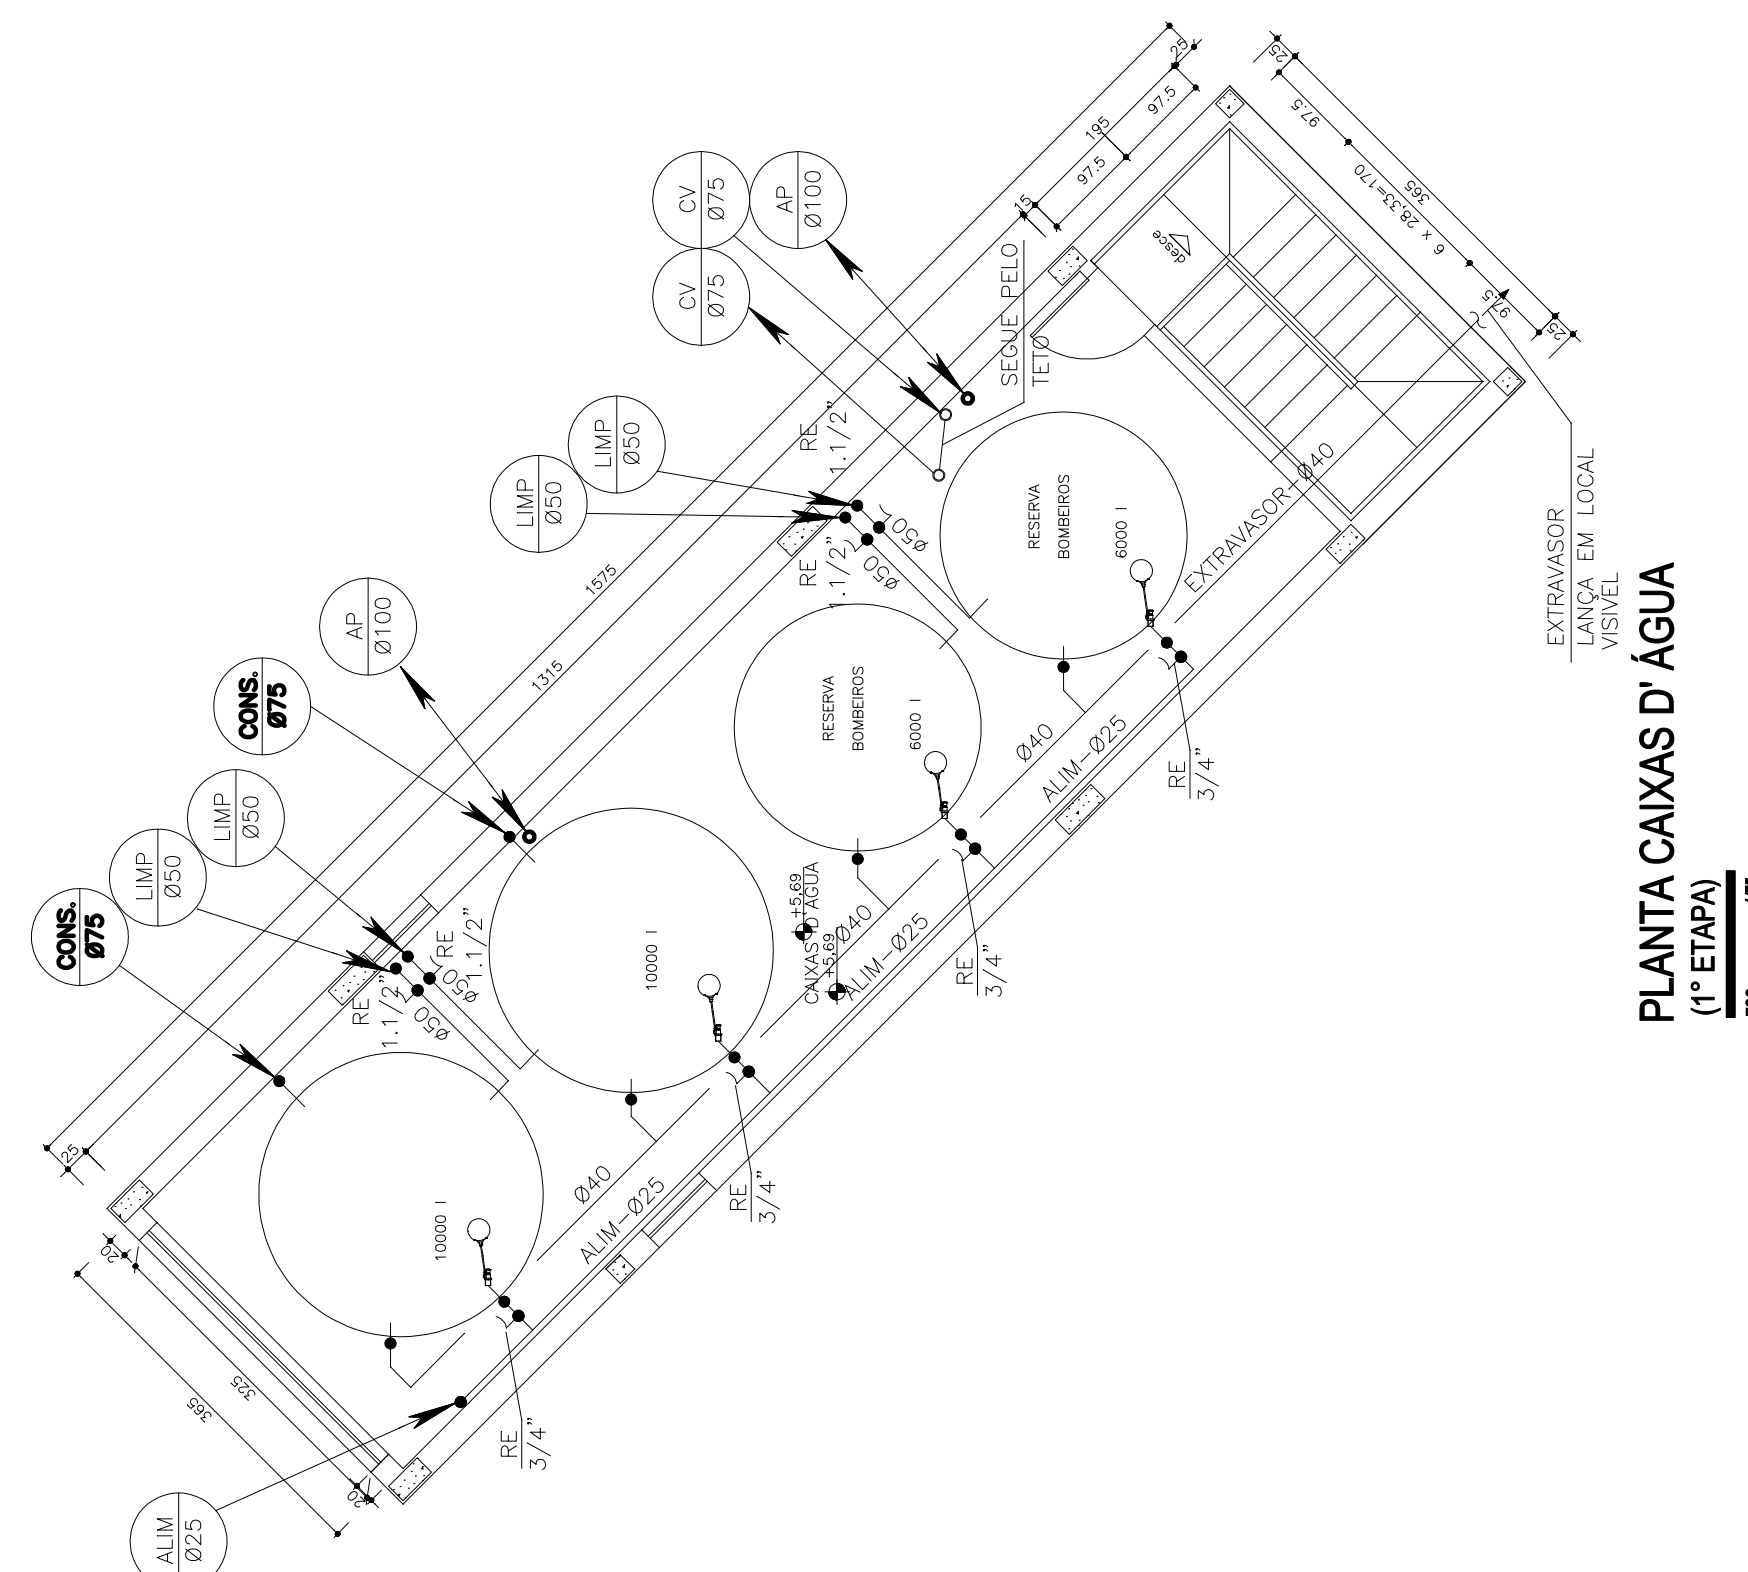 CV
Ø75
AP
Ø100
CV
Ø75
LIMP
Ø50
LIMP
Ø50
AP
Ø100
CONS.
Ø75
LIMP
Ø50
LIMP
Ø50
CONS.
Ø75
ALIM
Ø25
25
195
97.5
97.5
15
1575
1315
25
20
325
365
20
25
97.5
365
6 x 28,33=170
97.5
25
desce
SEGUE PELO
TETO
RE
1.1/2"
RE
1.1/2"
Ø50
Ø50
RESERVA
BOMBEIROS
6000 l
EXTRAVASOR-Ø40
EXTRAVASOR
LANÇA EM LOCAL
VISIVEL
RESERVA
BOMBEIROS
6000 l
Ø40
ALIM-Ø25
RE
3/4"
10000 l
+5,69
CAIXAS D'AGUA
+5,69
Ø40
ALIM-Ø25
RE
3/4"
RE
1.1/2"
RE
1.1/2"
Ø50
Ø50
10000 l
Ø40
ALIM-Ø25
RE
3/4"
RE
3/4"
PLANTA CAIXAS D' ÁGUA
(1° ETAPA)